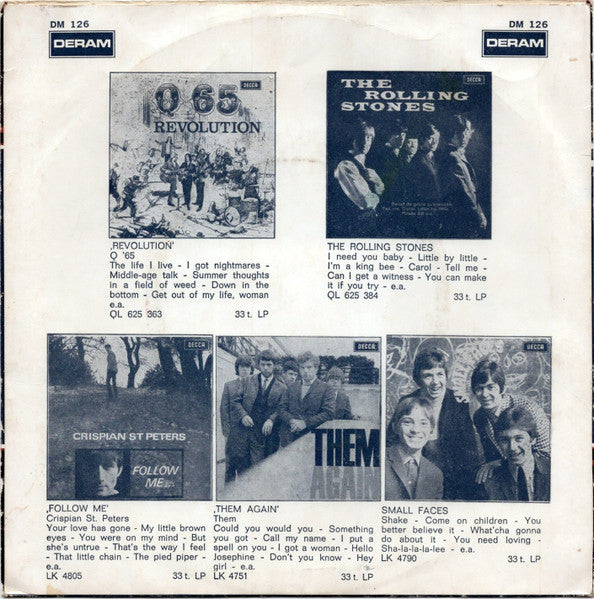 DM 126
DERAM
DM 126
DERAM
DECCA
Q 65
REVOLUTION
DECCA
THE
ROLLING
STONES
‚REVOLUTION'
Q '65
The life I live - I got nightmares -
Middle-age talk - Summer thoughts
in a field of weed - Down in the
bottom - Get out of my life, woman
e.a.
QL 625 363 33 t. LP
THE ROLLING STONES
I need you baby - Little by little -
I'm a king bee - Carol - Tell me -
Can I get a witness - You can make
it if you try - e.a.
QL 625 384 33 t. LP
DECCA
CRISPIAN ST PETERS
FOLLOW
ME...
DECCA
THEM
AGAIN
DECCA
‚FOLLOW ME'
Crispian St. Peters
Your love has gone - My little brown
eyes - You were on my mind - But
she's untrue - That's the way I feel
- That little chain - The pied piper -
e.a.
LK 4805 33 t. LP
‚THEM AGAIN'
Them
Could you would you - Something
you got - Call my name - I put a
spell on you - I got a woman - Hello
Josephine - Don't you know - Hey
girl - e.a.
LK 4751 33 t. LP
SMALL FACES
Shake - Come on children - You
better believe it - What'cha gonna
do about it - You need loving -
Sha-la-la-la-lee - e.a.
LK 4790 33 t. LP